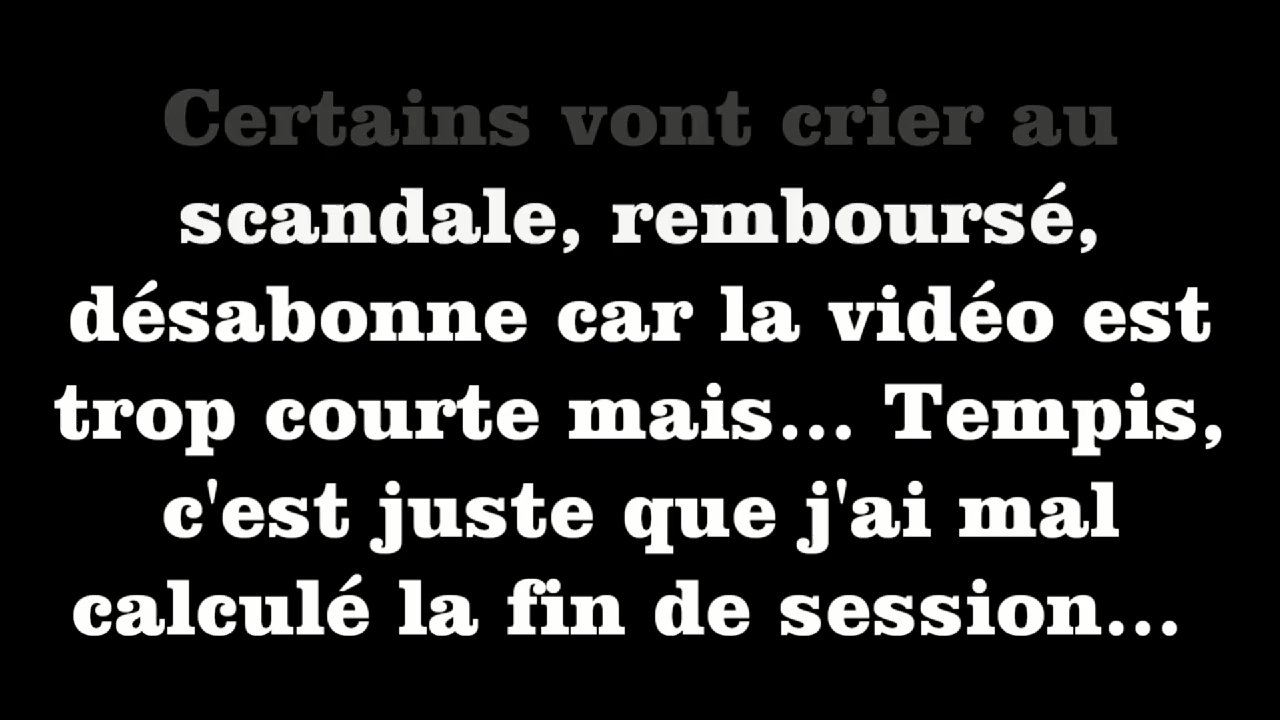 Certains vont crier au
scandale, remboursé,
désabonne car la vidéo est
trop courte mais... Tempis,
c'est juste que j'ai mal
calculé la fin de session...